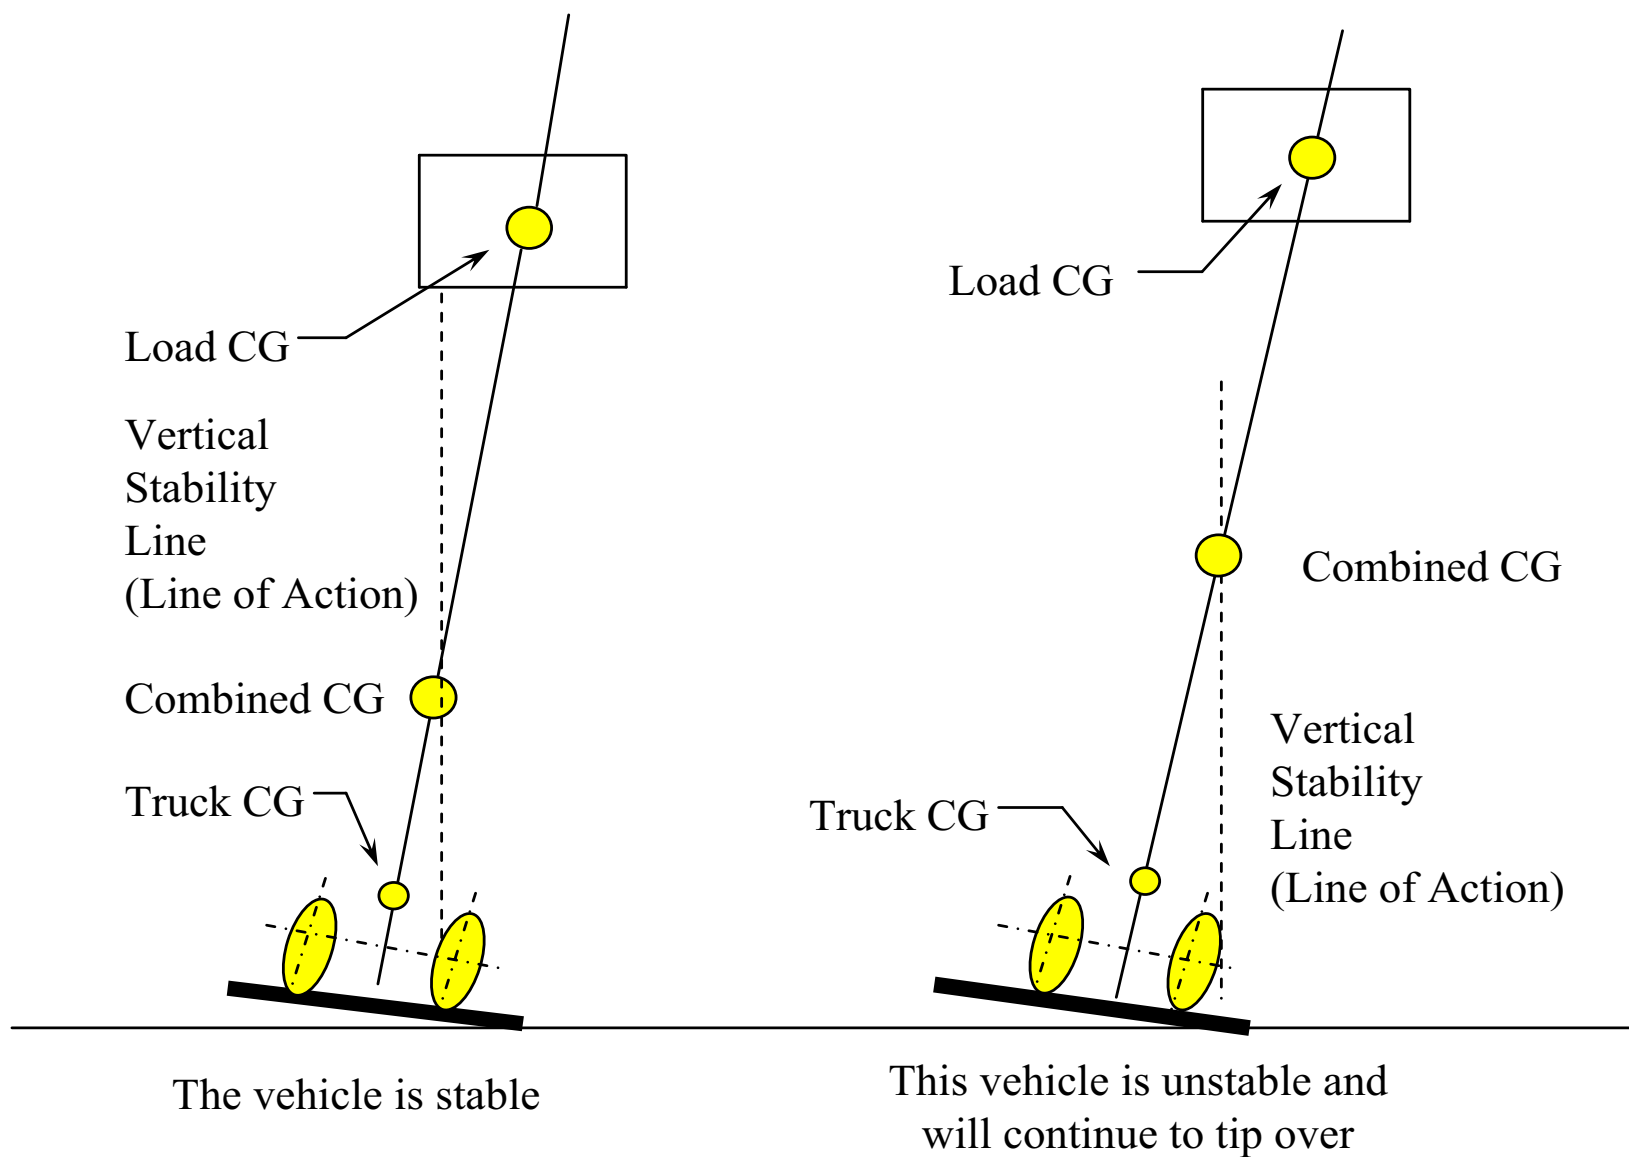 Load CG
Vertical
Stability
Line
(Line of Action)
Combined CG
Truck CG
The vehicle is stable
Load CG
Combined CG
Vertical
Stability
Line
(Line of Action)
Truck CG
This vehicle is unstable and
will continue to tip over